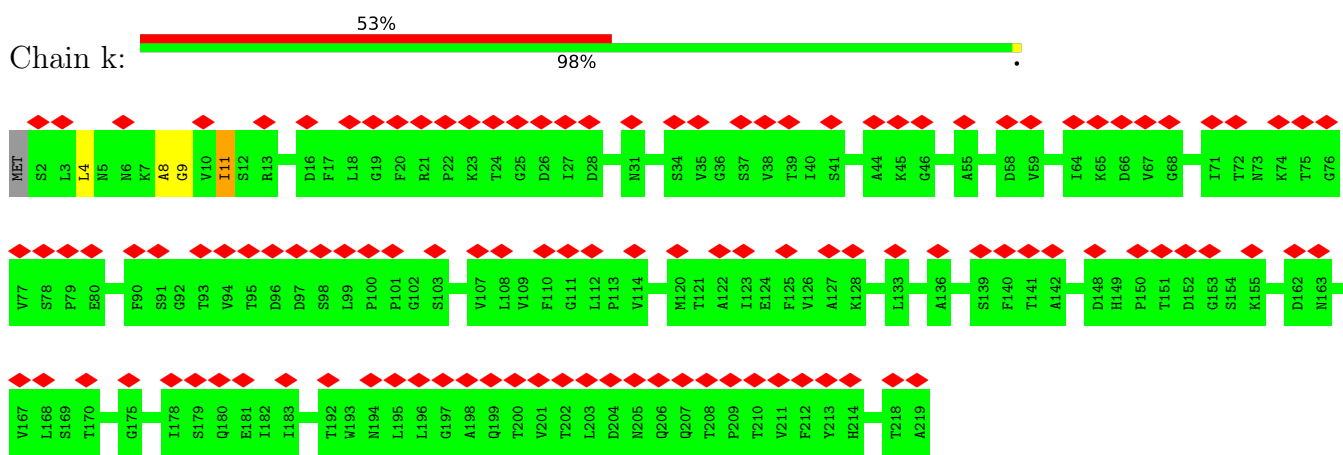 53%
Chain k:
98%
.
MET S2 L3 L4 N5 N6 K7 A8 G9 V10 I11 S12 R13 D16 F17 L18 G19 F20 R21 P22 K23 T24 G25 D26 I27 D28 N31 S34 V35 G36 S37 V38 T39 I40 S41 A44 K45 G46 A55 D58 V59 I64 K65 D66 V67 G68 I71 T72 N73 K74 T75 G76
V77 S78 P79 E80 F90 S91 G92 T93 V94 T95 D96 D97 S98 L99 P100 P101 G102 S103 V107 L108 V109 F110 G111 L112 P113 V114 M120 T121 A122 I123 E124 F125 V126 A127 K128 L133 A136 S139 F140 T141 A142 D148 H149 P150 T151 D152 G153 S154 K155 D162 N163
V167 L168 S169 T170 G175 I178 S179 Q180 E181 I182 I183 T192 W193 N194 L195 L196 G197 A198 Q199 T200 V201 T202 L203 D204 N205 Q206 Q207 T208 P209 T210 V211 F212 Y213 H214 T218 A219